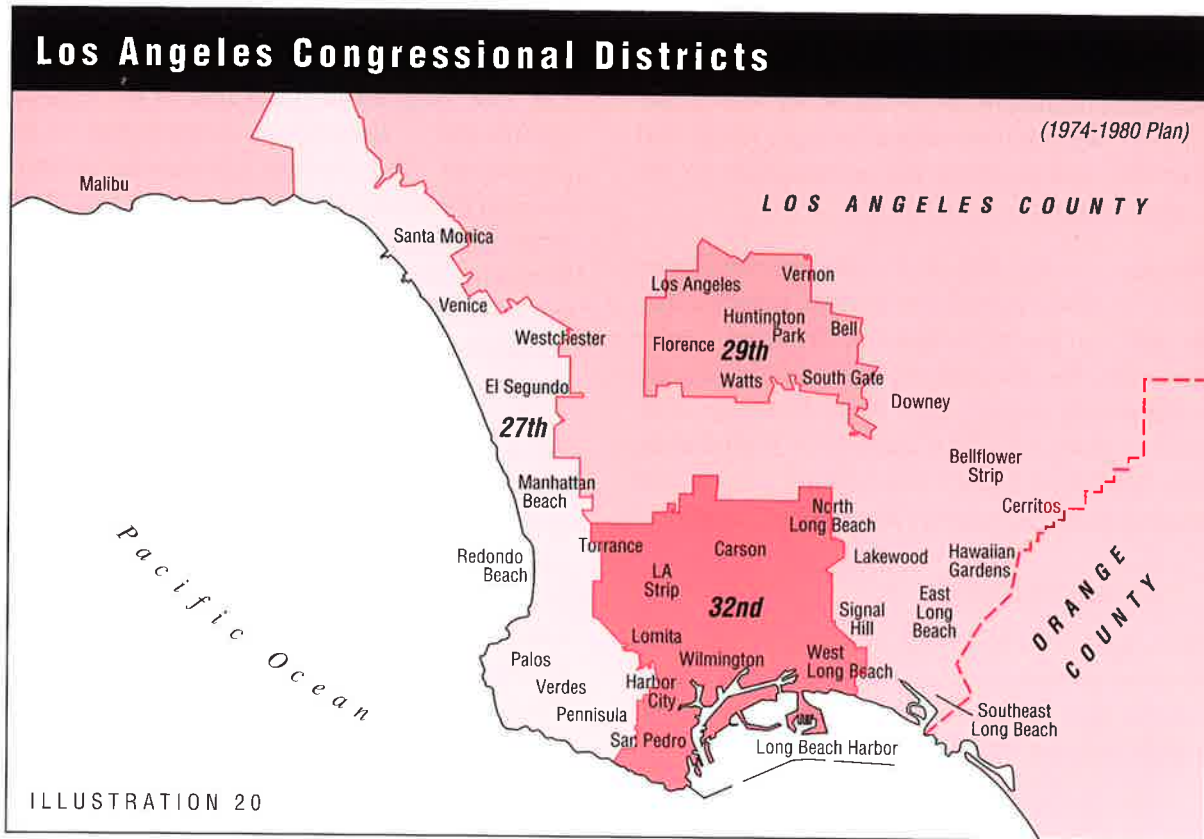 Los Angeles Congressional Districts
(1974-1980 Plan)
LOS ANGELES COUNTY
Malibu
Santa Monica
Venice
Westchester
El Segundo
27th
Manhattan
Beach
Redondo
Beach
Palos
Verdes
Pennisula
Los Angeles
Vernon
Huntington
Park
Bell
Florence
29th
Watts
South Gate
Downey
Bellflower
Strip
Cerritos
North
Long Beach
Torrance
Carson
Lakewood
Hawaiian
Gardens
LA
Strip
32nd
Signal
Hill
East
Long
Beach
Lomita
Wilmington
West
Long Beach
Harbor
City
San Pedro
Long Beach Harbor
Southeast
Long Beach
ORANGE
COUNTY
Pacific Ocean
ILLUSTRATION 20